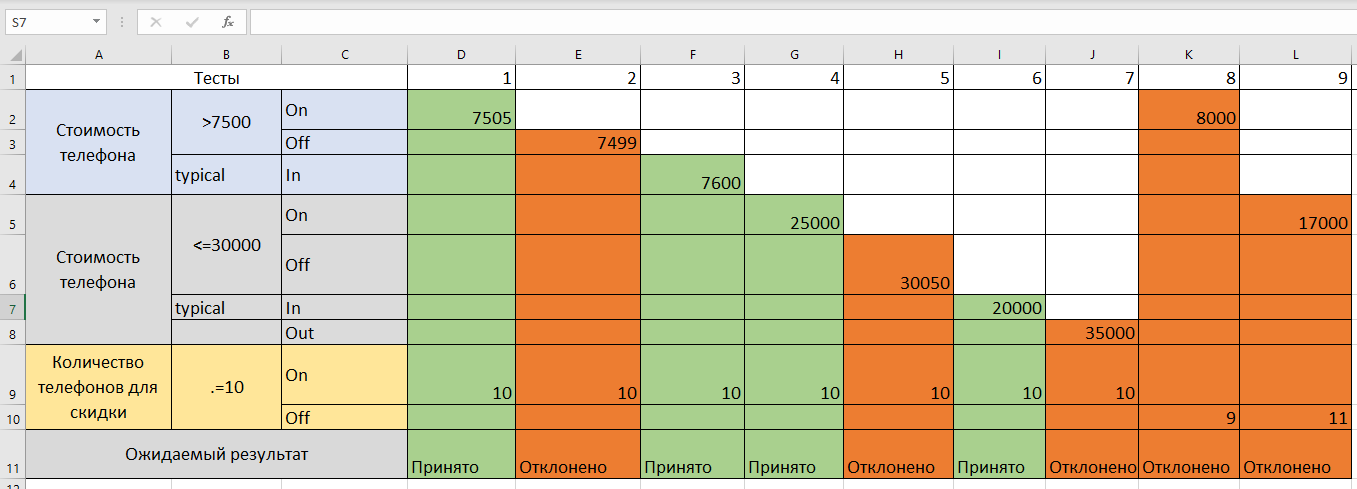 S7
fx
A B C D E F G H I J K L
1 Тесты 1 2 3 4 5 6 7 8 9
2 Стоимость телефона >7500 On 7505 8000
3 Off 7499
4 typical In 7600
5 Стоимость телефона <=30000 On 25000 17000
6 Off 30050
7 typical In 20000
8 Out 35000
9 Количество телефонов для скидки .=10 On 10 10 10 10 10 10 10
10 Off 9 11
11 Ожидаемый результат Принято Отклонено Принято Принято Отклонено Принято Отклонено Отклонено Отклонено
12